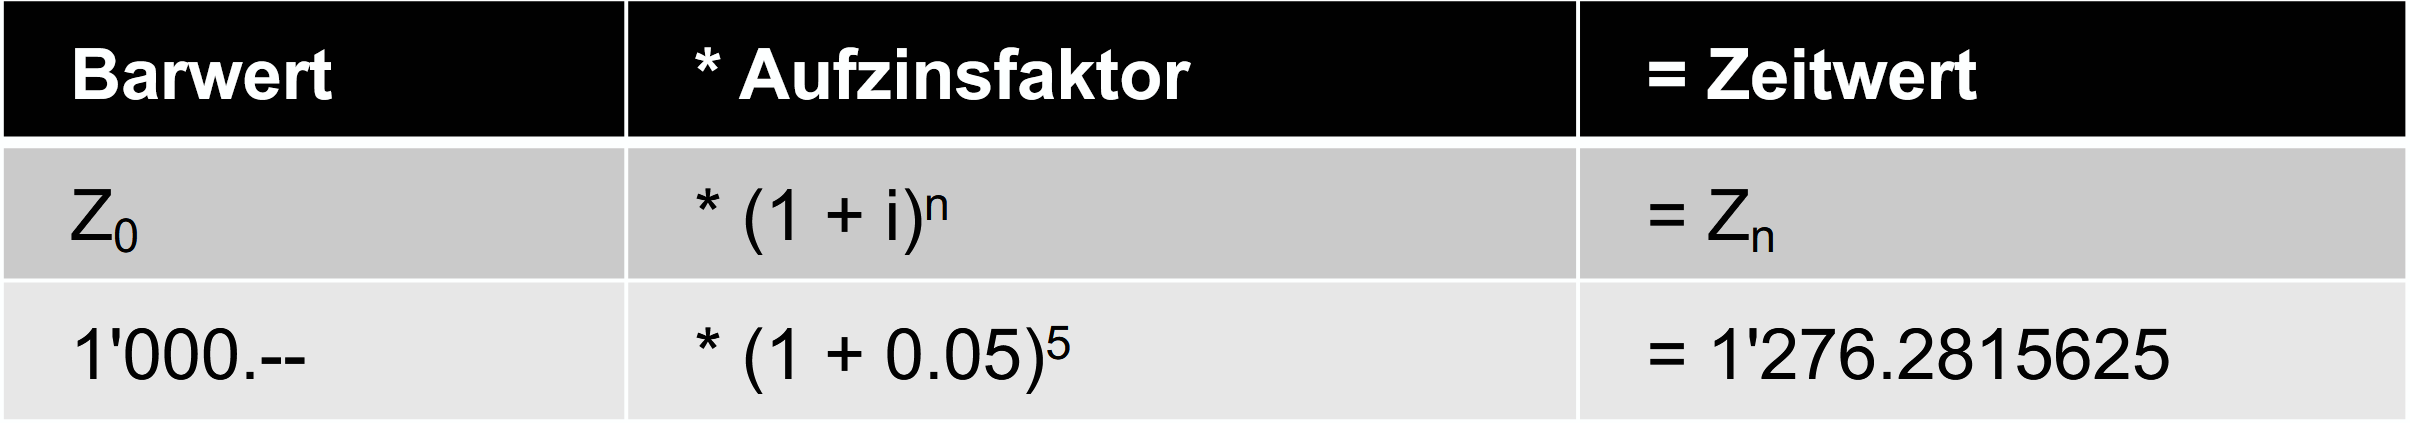 Barwert * Aufzinsfaktor = Zeitwert
Z₀ * (1 + i)ⁿ = Zₙ
1'000.-- * (1 + 0.05)⁵ = 1'276.2815625